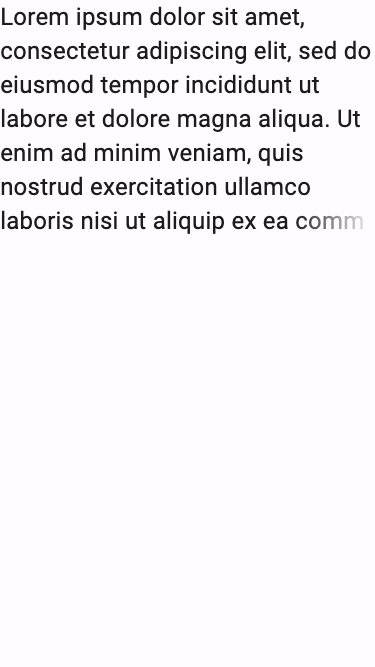 Lorem ipsum dolor sit amet,
consectetur adipiscing elit, sed do
eiusmod tempor incididunt ut
labore et dolore magna aliqua. Ut
enim ad minim veniam, quis
nostrud exercitation ullamco
laboris nisi ut aliquip ex ea comm